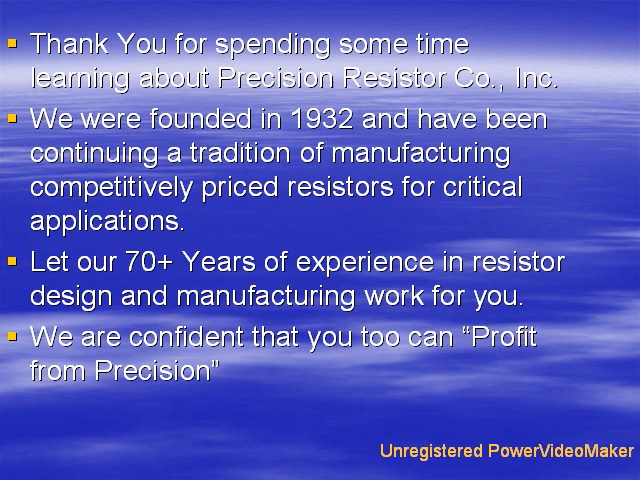 Thank You for spending some time
learning about Precision Resistor Co., Inc.
We were founded in 1932 and have been
continuing a tradition of manufacturing
competitively priced resistors for critical
applications.
Let our 70+ Years of experience in resistor
design and manufacturing work for you.
We are confident that you too can “Profit
from Precision”
Unregistered PowerVideoMaker